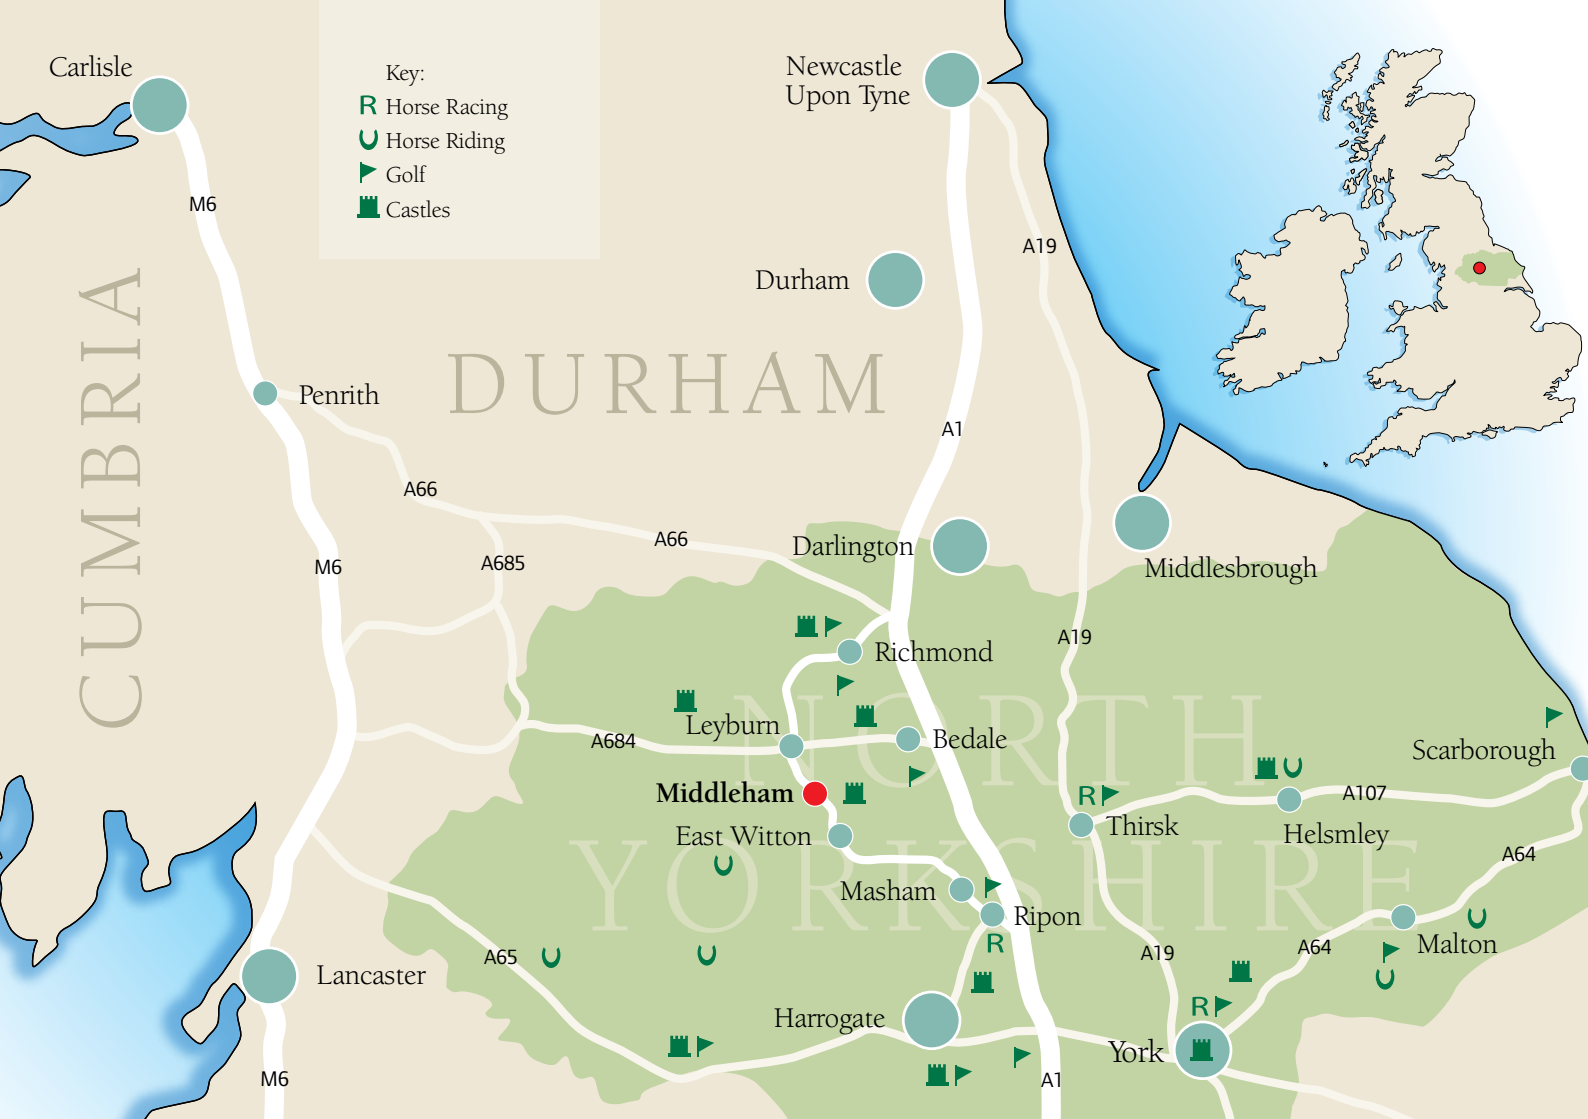 Carlisle
Key:
R Horse Racing
Horse Riding
Golf
Castles
Newcastle
Upon Tyne
M6
A19
Durham
CUMBRIA
DURHAM
Penrith
A1
A66
A66
A685
M6
Darlington
Middlesbrough
A19
Richmond
NORTH
Leyburn
A684
Bedale
Scarborough
Middleham
R
A107
East Witton
Thirsk
Helsmley
A64
YORKSHIRE
Masham
Ripon
R
A65
A19
A64
Malton
Lancaster
R
Harrogate
York
M6
A1